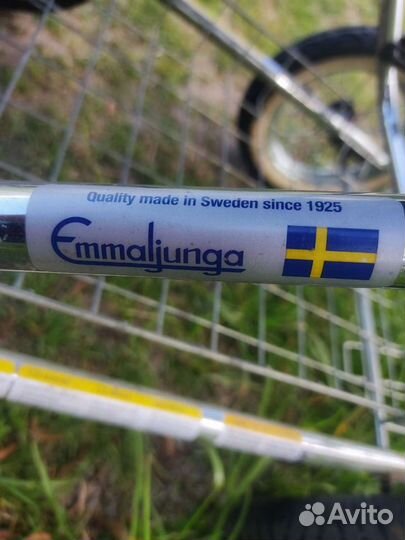 Quality made in Sweden since 1925
Emmaljunga
Avito